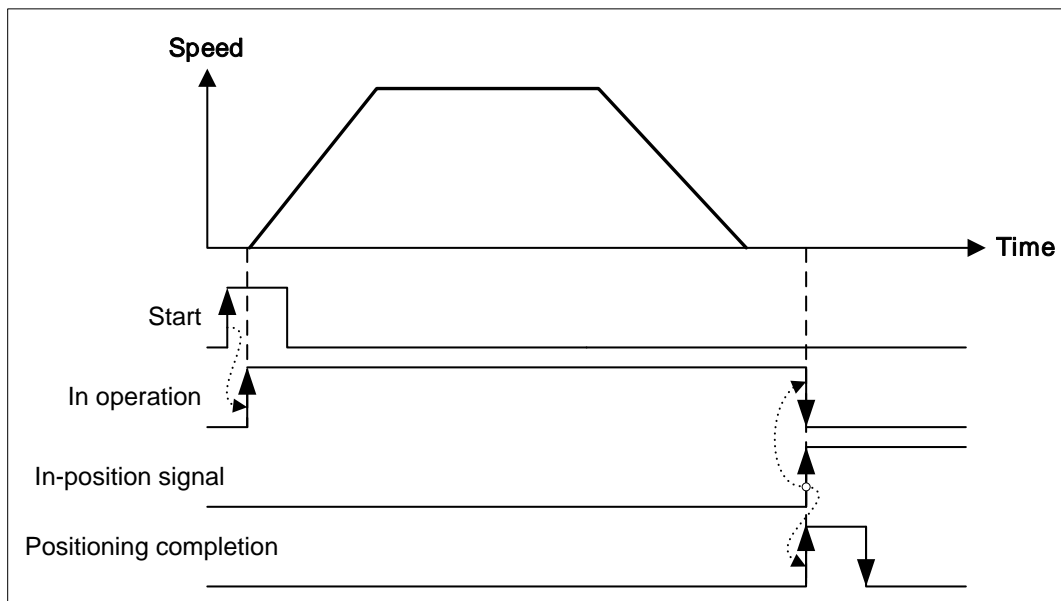 Speed
Time
Start
In operation
In-position signal
Positioning completion